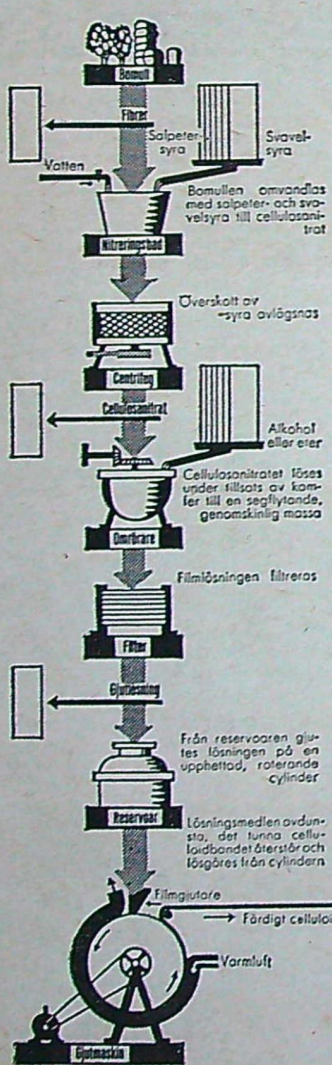 Bomull
Fibrer
Salpeter-
syra
Svavel-
syra
Vatten
Bomullen omvandlas
med salpeter- och sva-
velsyra till cellulosani-
trat
Nitreringsbad
Överskott av
-syra avlägsnas
Centrifug
Cellulosanitrat
Alkohol
eller eter
Cellulosanitratet löses
under tillsats av kam-
fer till en segflytande,
genomskinlig massa
Omrörare
Filmlösningen filtreras
Filter
Gjutlösning
Från reservoaren gju-
tes lösningen på en
upphettad, roterande
cylinder
Reservoar
Lösningsmedlen avdun-
sta, det tunna cellu-
loidbandet återstår och
lösgöres från cylindern
Filmgjutare
Färdigt celluloi
Varmluft
Gjutmaskin